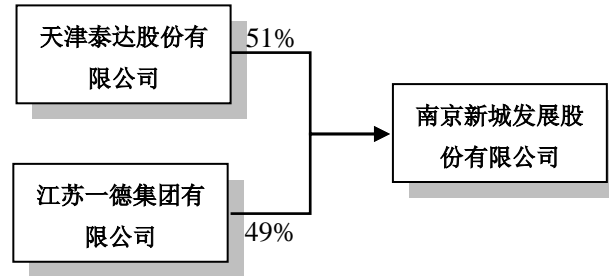 天津泰达股份有
限公司
51%
南京新城发展股
份有限公司
江苏一德集团有
限公司
49%